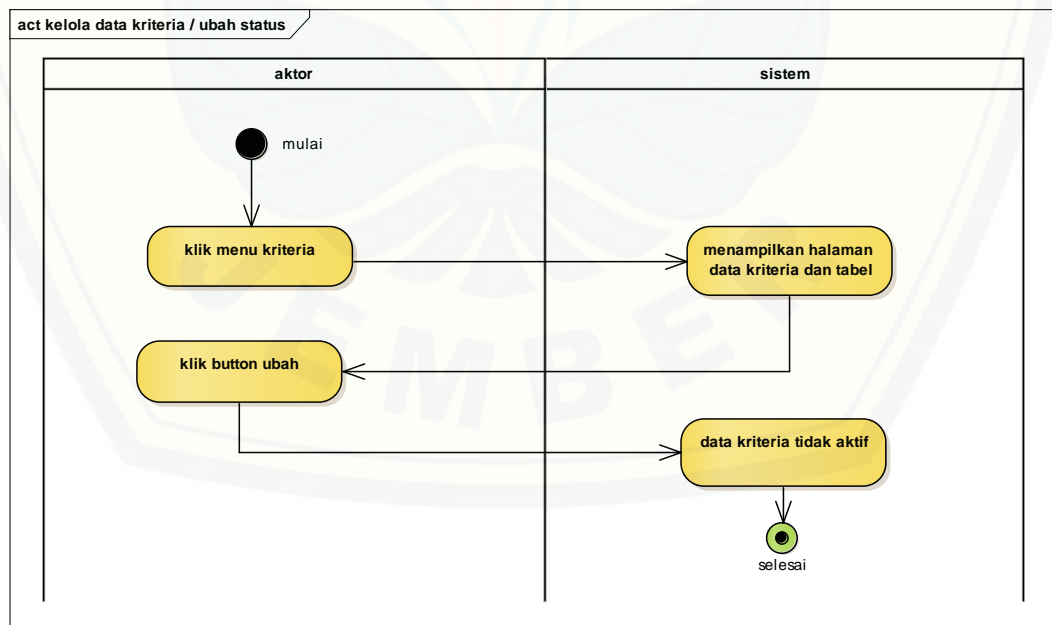 act kelola data kriteria / ubah status
aktor
sistem
mulai
klik menu kriteria
menampilkan halaman
data kriteria dan tabel
klik button ubah
data kriteria tidak aktif
selesai
JEMBER